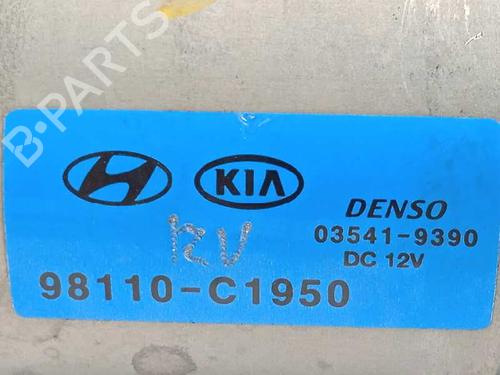 B-PARTS
KIA
DENSO
12V
03541-9390
DC 12V
98110-C1950